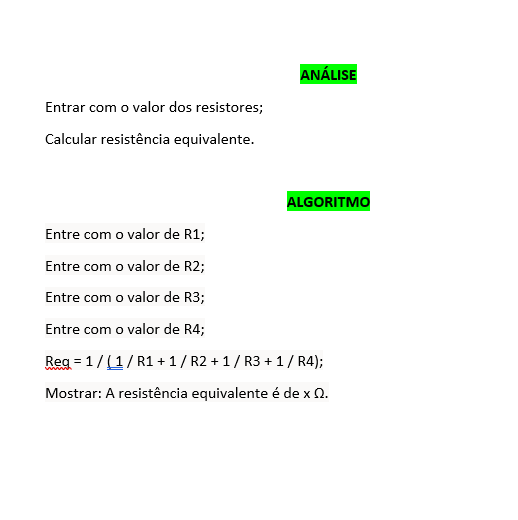 ANÁLISE
Entrar com o valor dos resistores;
Calcular resistência equivalente.
ALGORITMO
Entre com o valor de R1;
Entre com o valor de R2;
Entre com o valor de R3;
Entre com o valor de R4;
Req = 1 / ( 1 / R1 + 1 / R2 + 1 / R3 + 1 / R4);
Mostrar: A resistência equivalente é de x Ω.